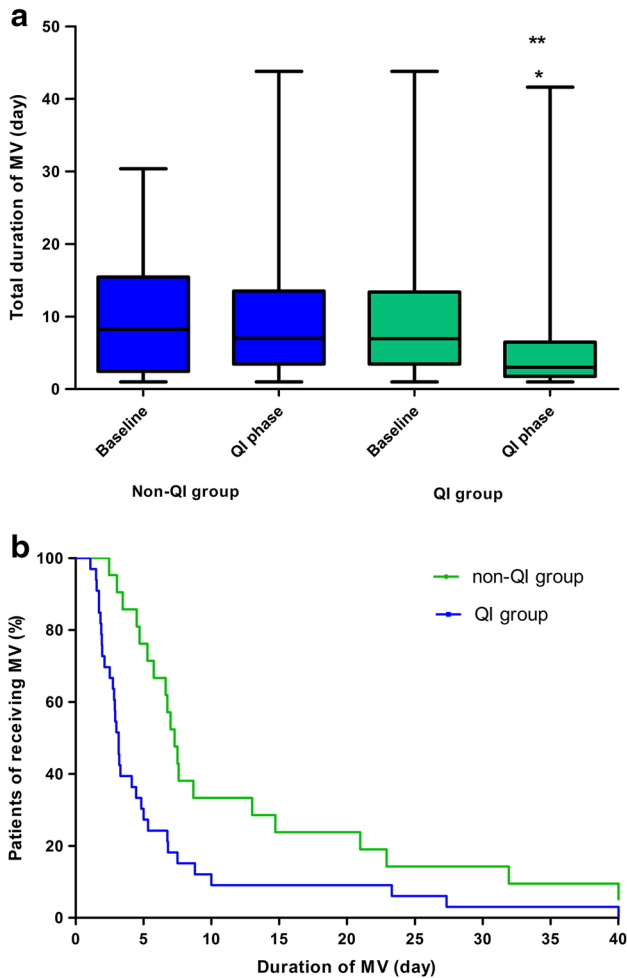 a
Total duration of MV (day)
50
40
30
20
10
0
**
*
Baseline
QI phase
Baseline
QI phase
Non-QI group
QI group
b
Patients of receiving MV (%)
100
80
60
40
20
0
non-QI group
QI group
0 5 10 15 20 25 30 35 40
Duration of MV (day)